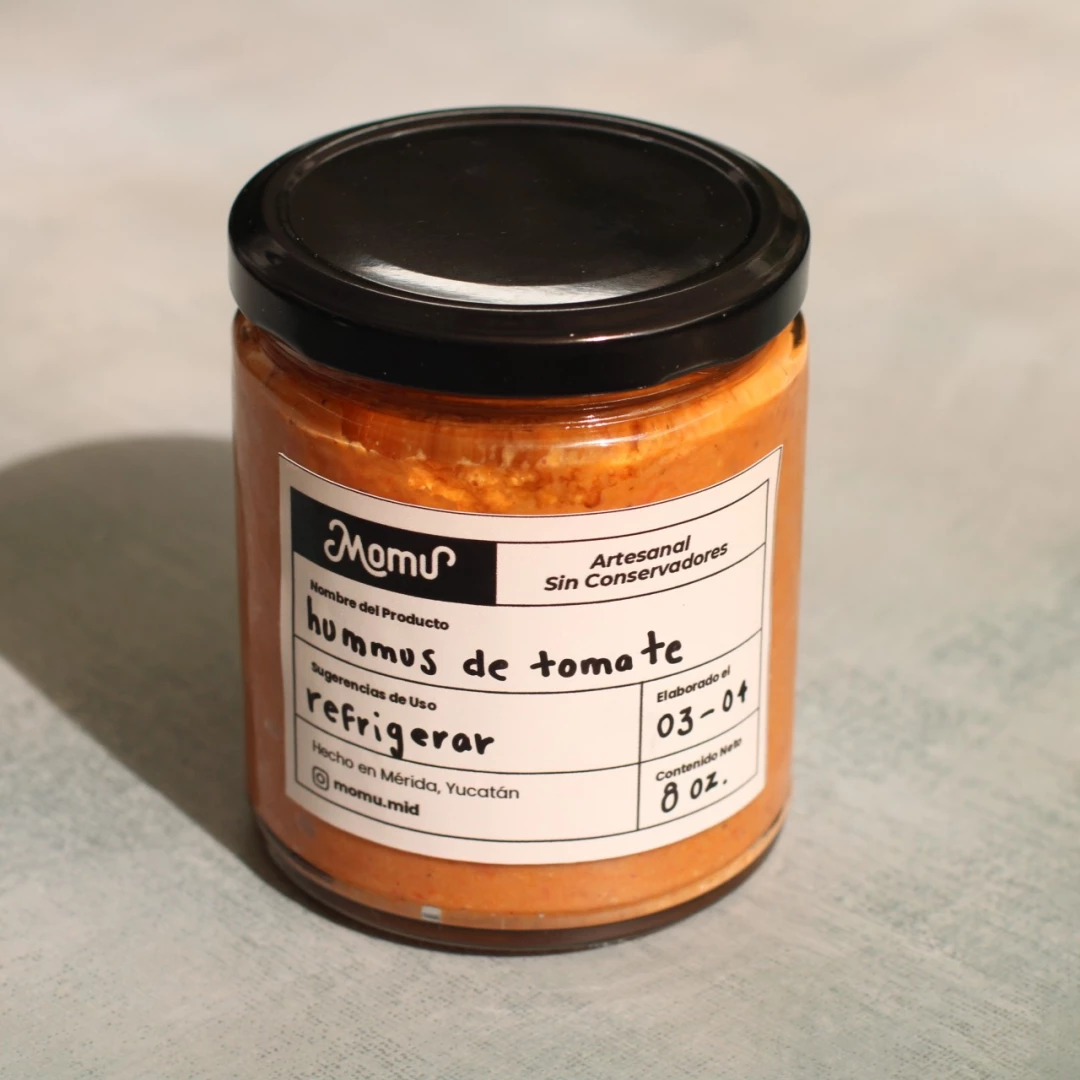 Momu
Artesanal
Sin Conservadores
Nombre del Producto
hummus de tomate
Sugerencias de Uso
refrigerar
Elaborado el
03-04
Hecho en Mérida, Yucatán
momu.mid
Contenido Neto
8 oz.